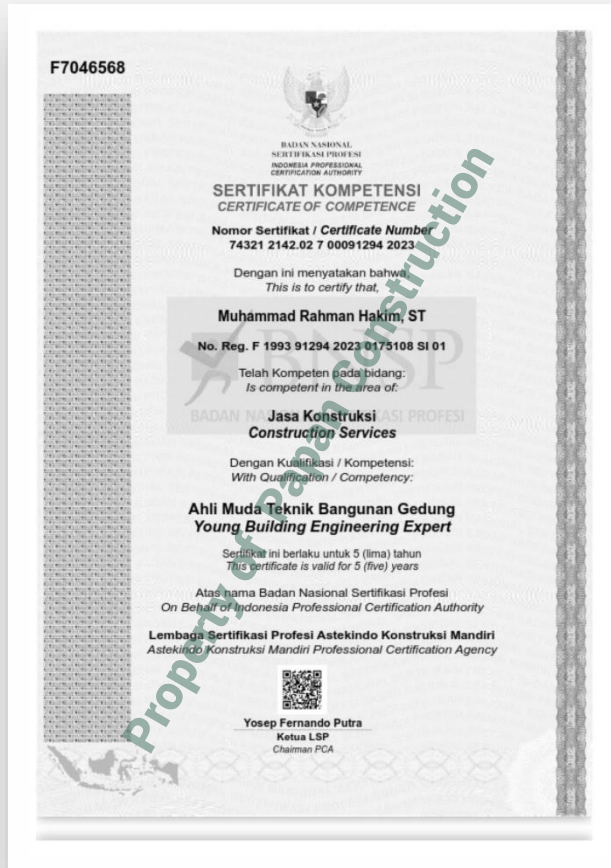 F7046568
BADAN NASIONAL
SERTIFIKASI PROFESI
INDONESIA PROFESSIONAL
CERTIFICATION AUTHORITY
SERTIFIKAT KOMPETENSI
CERTIFICATE OF COMPETENCE
Nomor Sertifikat / Certificate Number
74321 2142.02 7 00091294 2023
Dengan ini menyatakan bahwa,
This is to certify that,
Muhammad Rahman Hakim, ST
No. Reg. F 1993 91294 2023 0175108 SI 01
BNSP
Telah Kompeten pada bidang:
Is competent in the area of:
BADAN NASIONAL SERTIFIKASI PROFESI
Jasa Konstruksi
Construction Services
Dengan Kualifikasi / Kompetensi:
With Qualification / Competency:
Ahli Muda Teknik Bangunan Gedung
Young Building Engineering Expert
Sertifikat ini berlaku untuk 5 (lima) tahun
This certificate is valid for 5 (five) years
Atas nama Badan Nasional Sertifikasi Profesi
On Behalf of Indonesia Professional Certification Authority
Lembaga Sertifikasi Profesi Astekindo Konstruksi Mandiri
Astekindo Konstruksi Mandiri Professional Certification Agency
Yosep Fernando Putra
Ketua LSP
Chairman PCA
Property of Papan Construction